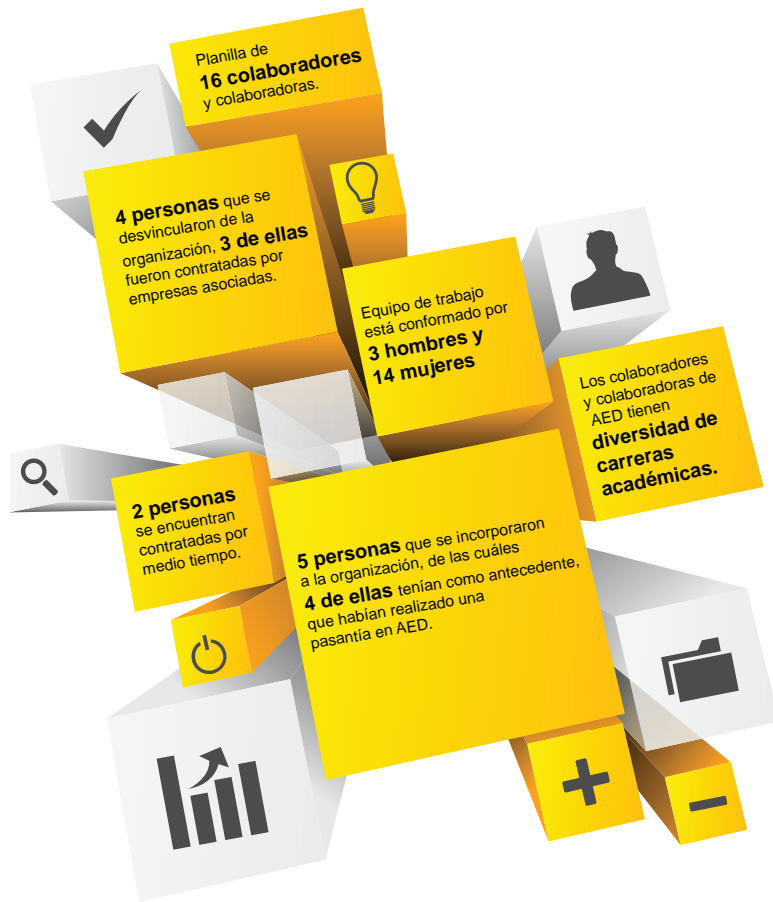 Planilla de
16 colaboradores
y colaboradoras.
4 personas que se
desvincularon de la
organización, 3 de ellas
fueron contratadas por
empresas asociadas.
Equipo de trabajo
está conformado por
3 hombres y
14 mujeres
Los colaboradores
y colaboradoras de
AED tienen
diversidad de
carreras
académicas.
2 personas
se encuentran
contratadas por
medio tiempo.
5 personas que se incorporaron
a la organización, de las cuáles
4 de ellas tenían como antecedente,
que habían realizado una
pasantía en AED.